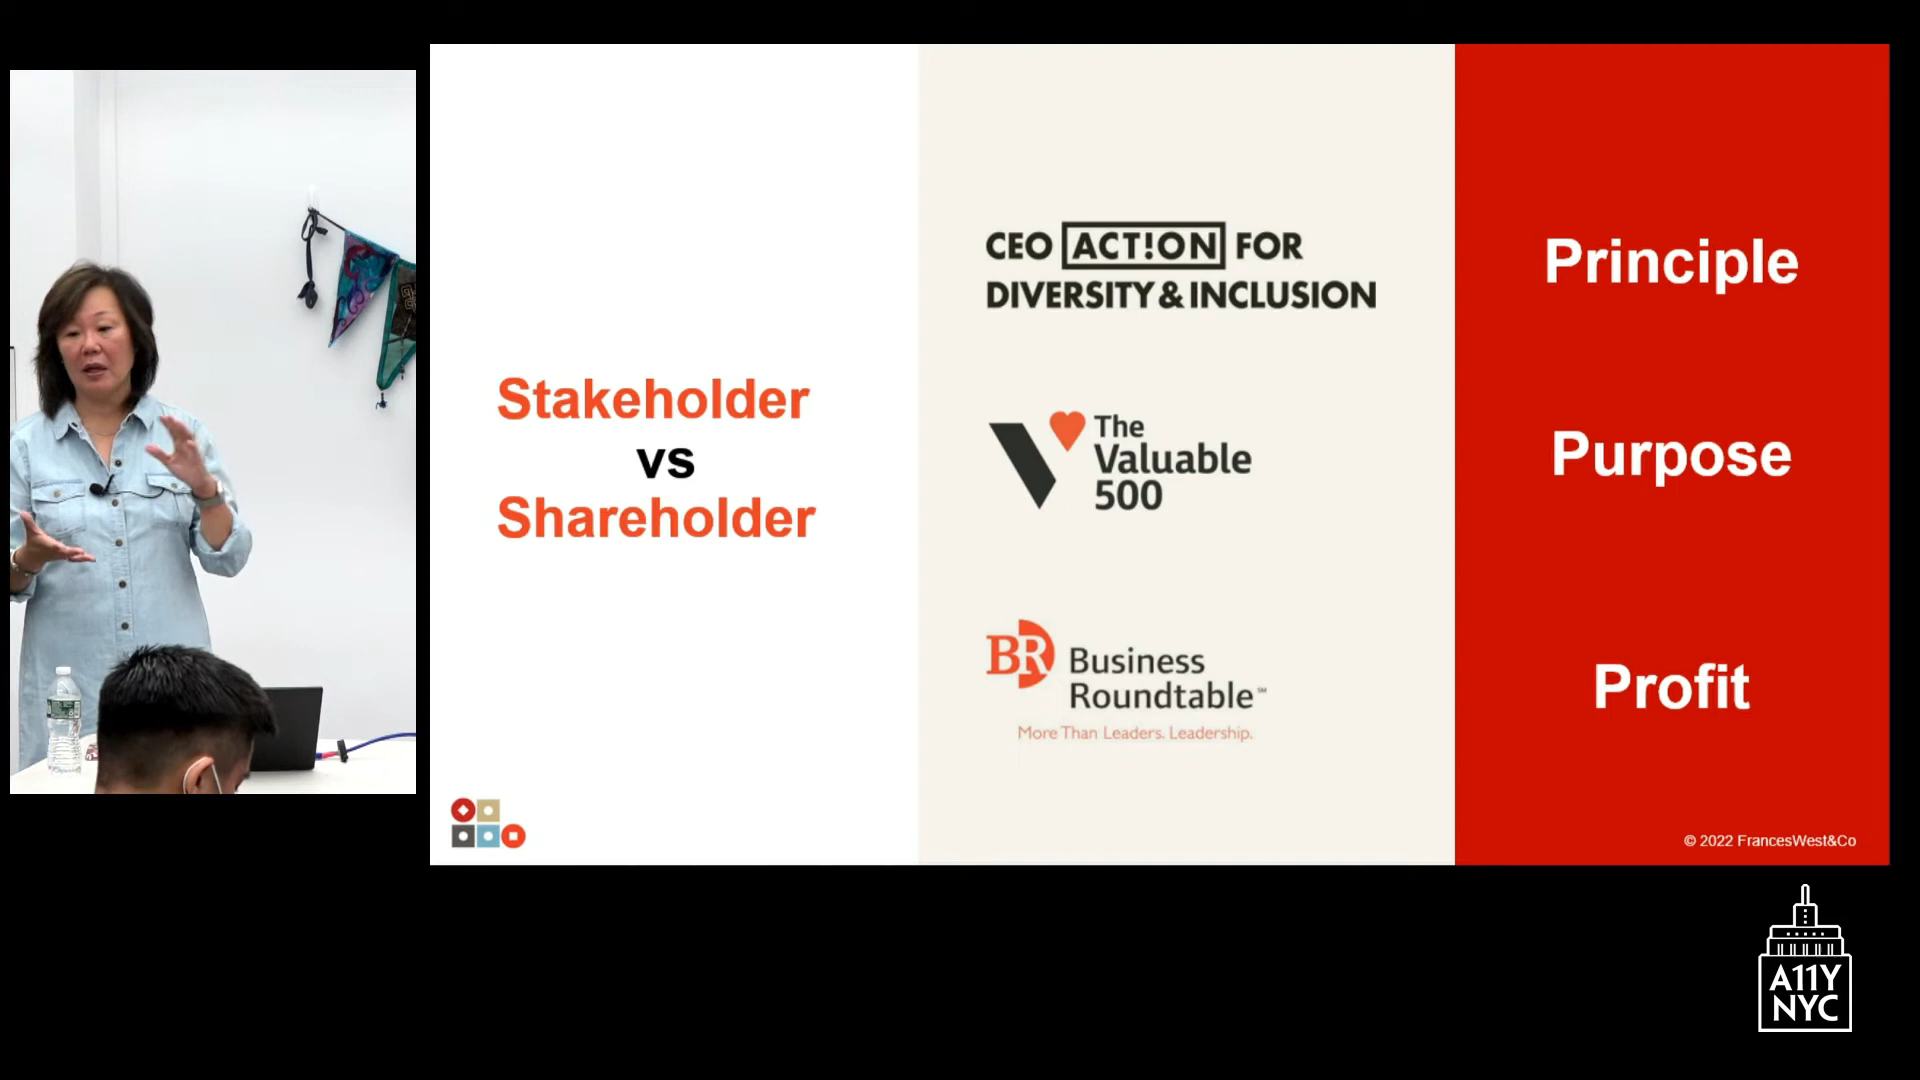 Stakeholder
vs
Shareholder
CEO ACT!ON FOR
DIVERSITY & INCLUSION
The
Valuable
500
BR
Business
Roundtable℠
More Than Leaders. Leadership.
Principle
Purpose
Profit
© 2022 FrancesWest&Co
A11Y
NYC